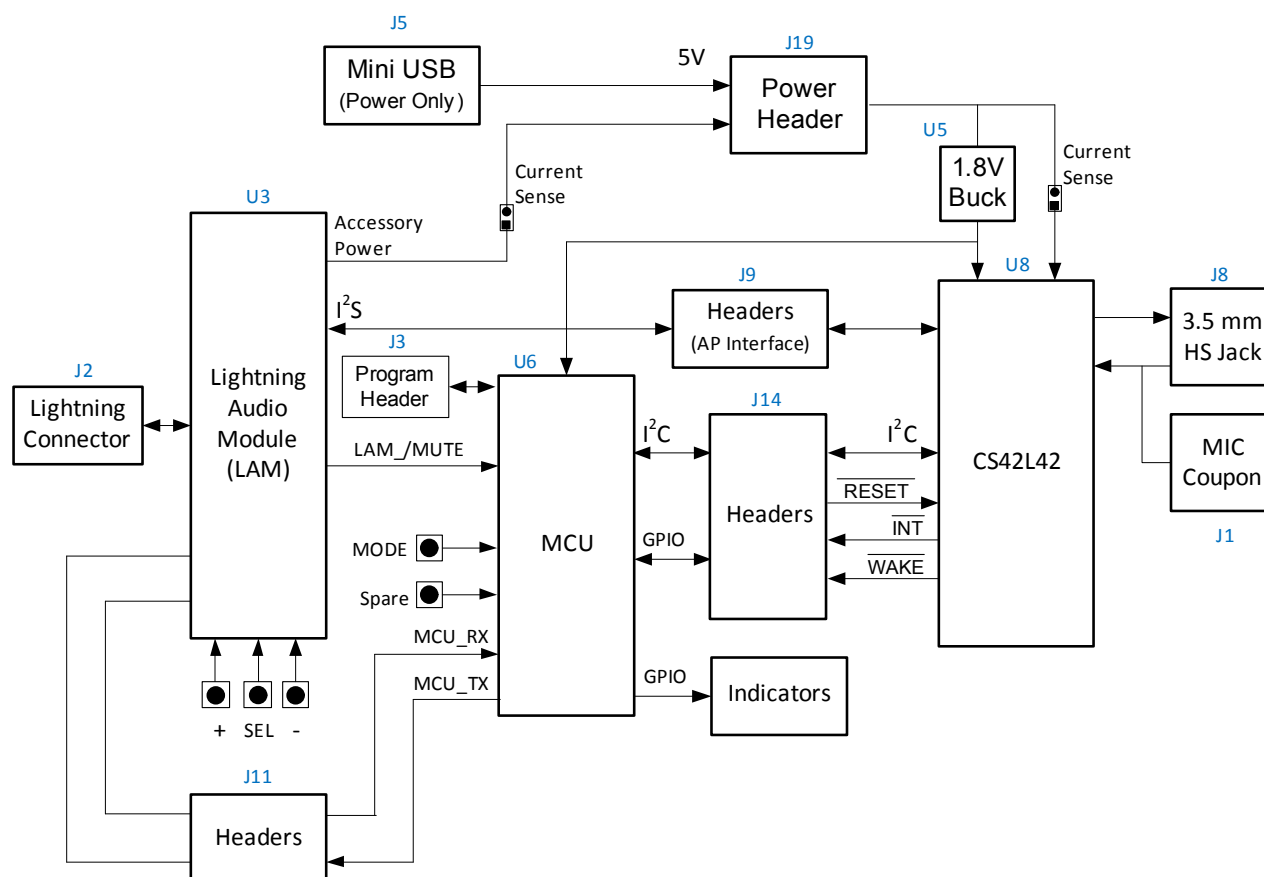 J5
Mini USB
(Power Only)
5V
J19
Power
Header
U5
1.8V
Buck
Current
Sense
Current
Sense
U3
Accessory
Power
I²S
J9
Headers
(AP Interface)
U8
J8
3.5 mm
HS Jack
J3
Program
Header
U6
J2
Lightning
Connector
Lightning
Audio
Module
(LAM)
LAM_/MUTE
J14
I²C
I²C
Headers
RESET
INT
WAKE
CS42L42
MIC
Coupon
J1
MCU
GPIO
MODE
Spare
MCU_RX
MCU_TX
GPIO
Indicators
+ SEL -
J11
Headers